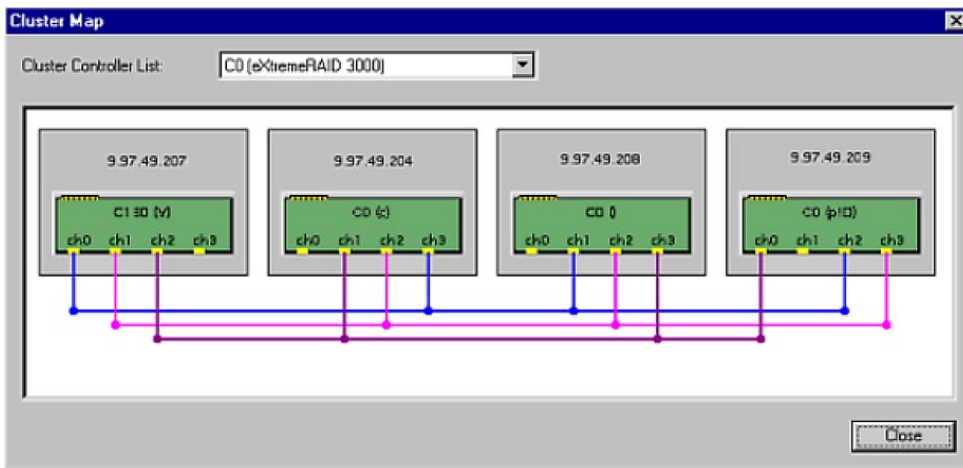 Cluster Map
Cluster Controller List:
C0 (eXtremeRAID 3000)
9.97.49.207
9.97.49.204
9.97.49.208
9.97.49.209
C0 (c)
C0 ()
ch0 ch1 ch2 ch3
ch0 ch1 ch2 ch3
ch0 ch1 ch2 ch3
ch0 ch1 ch2 ch3
Close